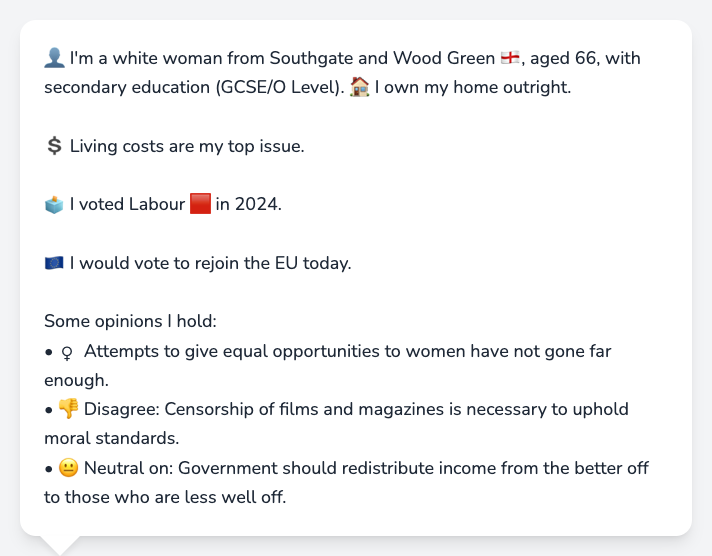 👤 I'm a white woman from Southgate and Wood Green 🏴󠁧󠁢󠁥󠁮󠁧󠁿, aged 66, with
secondary education (GCSE/O Level). 🏠 I own my home outright.
💲 Living costs are my top issue.
🗳️ I voted Labour 🟥 in 2024.
🇪🇺 I would vote to rejoin the EU today.
Some opinions I hold:
• ♀️ Attempts to give equal opportunities to women have not gone far
enough.
• 👎 Disagree: Censorship of films and magazines is necessary to uphold
moral standards.
• 😐 Neutral on: Government should redistribute income from the better off
to those who are less well off.